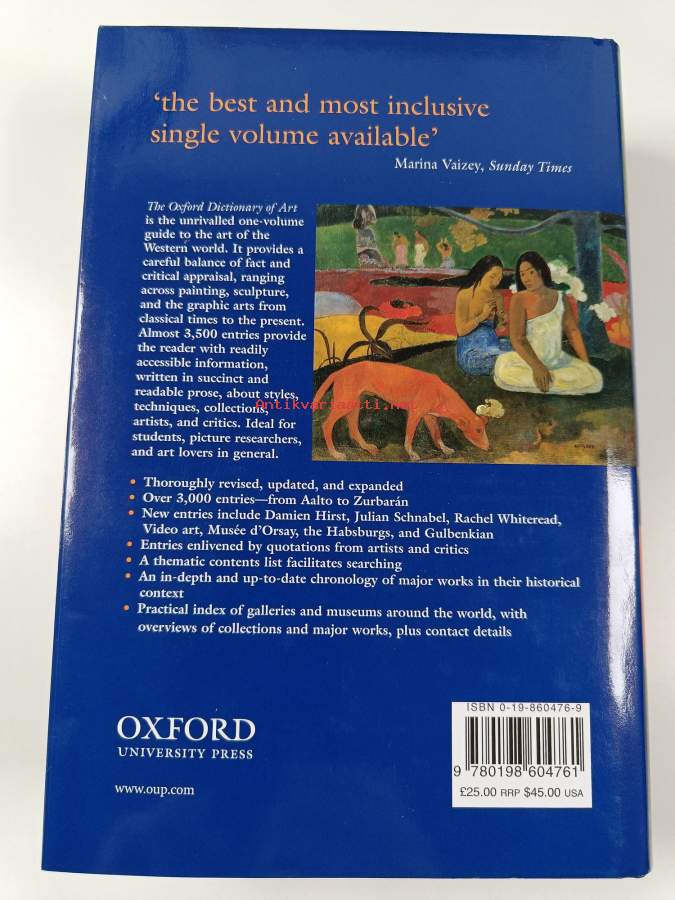 ‘the best and most inclusive
single volume available’
Marina Vaizey, Sunday Times
The Oxford Dictionary of Art
is the unrivalled one-volume
guide to the art of the
Western world. It provides a
careful balance of fact and
critical appraisal, ranging
across painting, sculpture,
and the graphic arts from
classical times to the present.
Almost 3,500 entries provide
the reader with readily
accessible information,
written in succinct and
readable prose, about styles,
techniques, collections,
artists, and critics. Ideal for
students, picture researchers,
and art lovers in general.
Antikvariaatti.net
• Thoroughly revised, updated, and expanded
• Over 3,000 entries—from Aalto to Zurbarán
• New entries include Damien Hirst, Julian Schnabel, Rachel Whiteread,
Video art, Musée d’Orsay, the Habsburgs, and Gulbenkian
• Entries enlivened by quotations from artists and critics
• A thematic contents list facilitates searching
• An in-depth and up-to-date chronology of major works in their historical
context
• Practical index of galleries and museums around the world, with
overviews of collections and major works, plus contact details
OXFORD
UNIVERSITY PRESS
www.oup.com
ISBN 0-19-860476-9
9 780198 604761
£25.00 RRP $45.00 USA